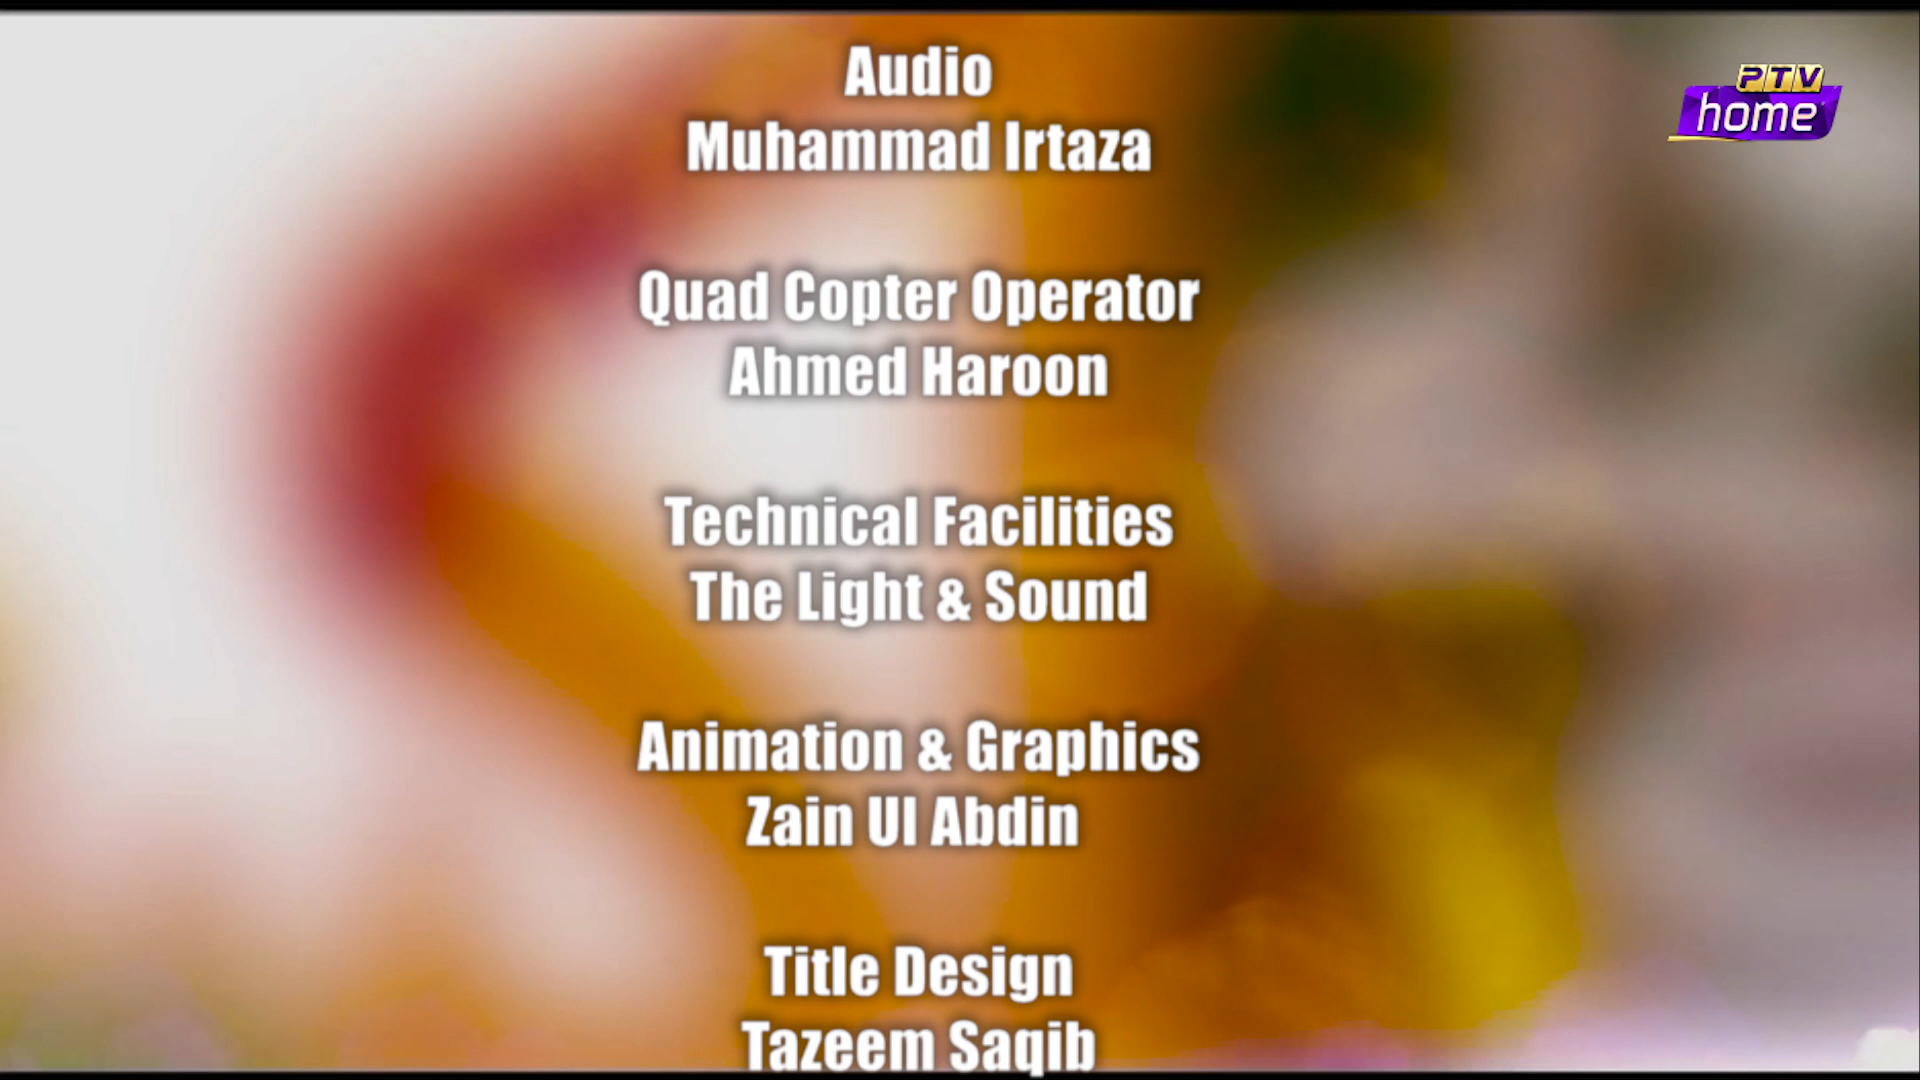 Audio
Muhammad Irtaza
PTV
home
Quad Copter Operator
Ahmed Haroon
Technical Facilities
The Light & Sound
Animation & Graphics
Zain Ul Abdin
Title Design
Tazeem Saqib